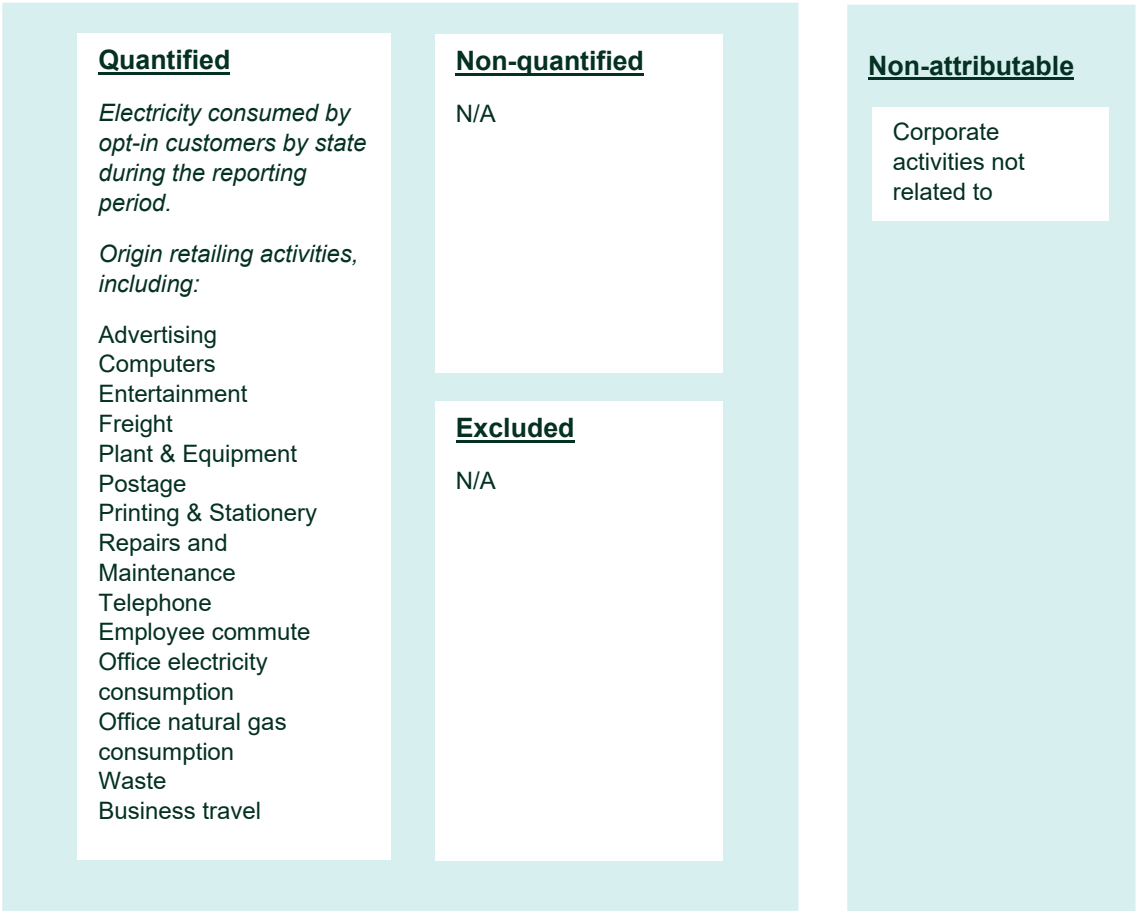 Quantified
Electricity consumed by
opt-in customers by state
during the reporting
period.
Origin retailing activities,
including:
Advertising
Computers
Entertainment
Freight
Plant & Equipment
Postage
Printing & Stationery
Repairs and
Maintenance
Telephone
Employee commute
Office electricity
consumption
Office natural gas
consumption
Waste
Business travel
Non-quantified
N/A
Excluded
N/A
Non-attributable
Corporate
activities not
related to